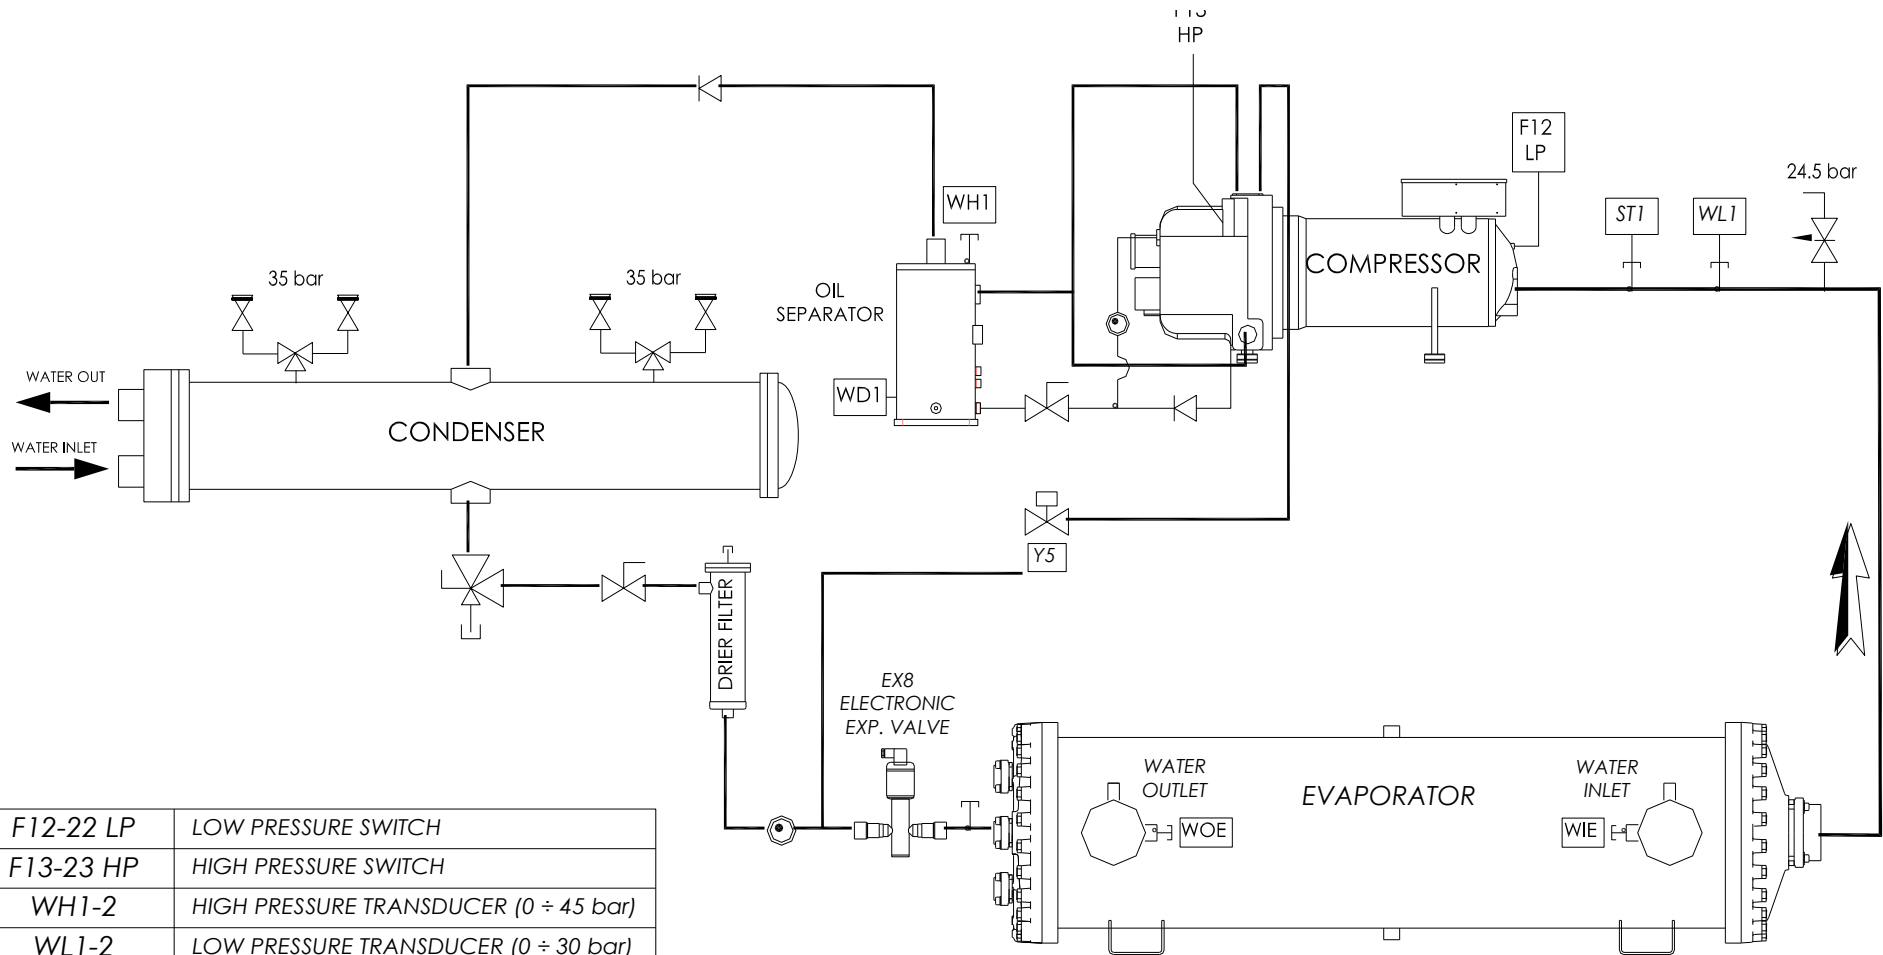 HP
F12
LP
24.5 bar
WH1
ST1
WL1
COMPRESSOR
35 bar
35 bar
OIL
SEPARATOR
WATER OUT
WD1
CONDENSER
WATER INLET
Y5
DRIER FILTER
EX8
ELECTRONIC
EXP. VALVE
WATER
OUTLET
EVAPORATOR
WATER
INLET
WOE
WIE
F12-22 LP LOW PRESSURE SWITCH
F13-23 HP HIGH PRESSURE SWITCH
WH1-2 HIGH PRESSURE TRANSDUCER (0 ÷ 45 bar)
WL1-2 LOW PRESSURE TRANSDUCER (0 ÷ 30 bar)